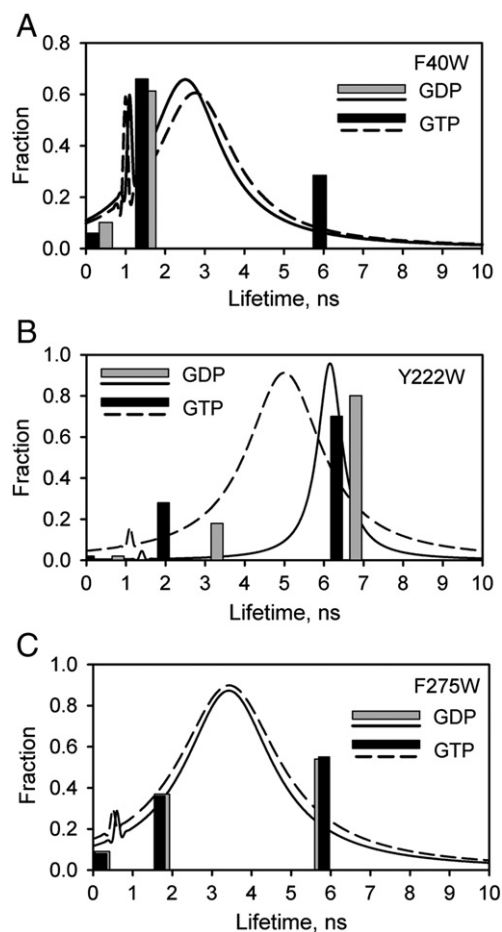 A
F40W
GDP
GTP
Fraction
0.8
0.6
0.4
0.2
0.0
0 1 2 3 4 5 6 7 8 9 10
Lifetime, ns
B
GDP
Y222W
GTP
Fraction
1.0
0.8
0.6
0.4
0.2
0.0
0 1 2 3 4 5 6 7 8 9 10
Lifetime, ns
C
F275W
GDP
GTP
Fraction
1.0
0.8
0.6
0.4
0.2
0.0
0 1 2 3 4 5 6 7 8 9 10
Lifetime, ns